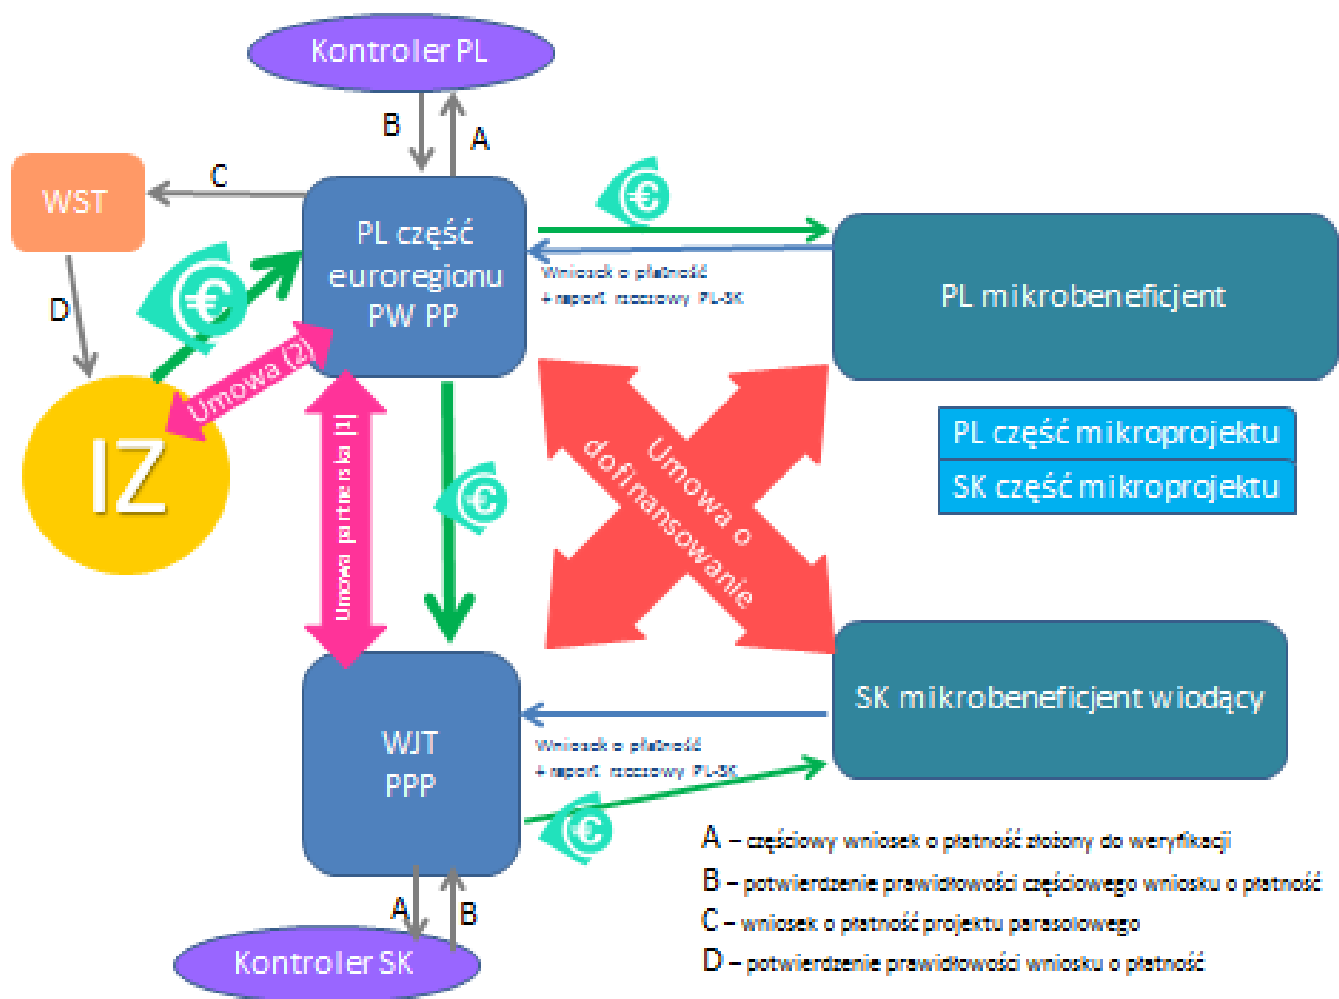 Kontroler PL
B
A
WST
C
PL część
euroregionu
PW PP
€
€
Wniosek o płatność
+ raport rzeczowy PL-SK
PL mikrobeneficjent
D
Umowa (2)
IZ
Umowa partnerska (1)
€
Umowa o
dofinansowanie
PL część mikroprojektu
SK część mikroprojektu
WJT
PPP
Wniosek o płatność
+ raport rzeczowy PL-SK
€
SK mikrobeneficjent wiodący
A
B
Kontroler SK
A – częściowy wniosek o płatność złożony do weryfikacji
B – potwierdzenie prawidłowości częściowego wniosku o płatność
C – wniosek o płatność projektu parasolowego
D – potwierdzenie prawidłowości wniosku o płatność